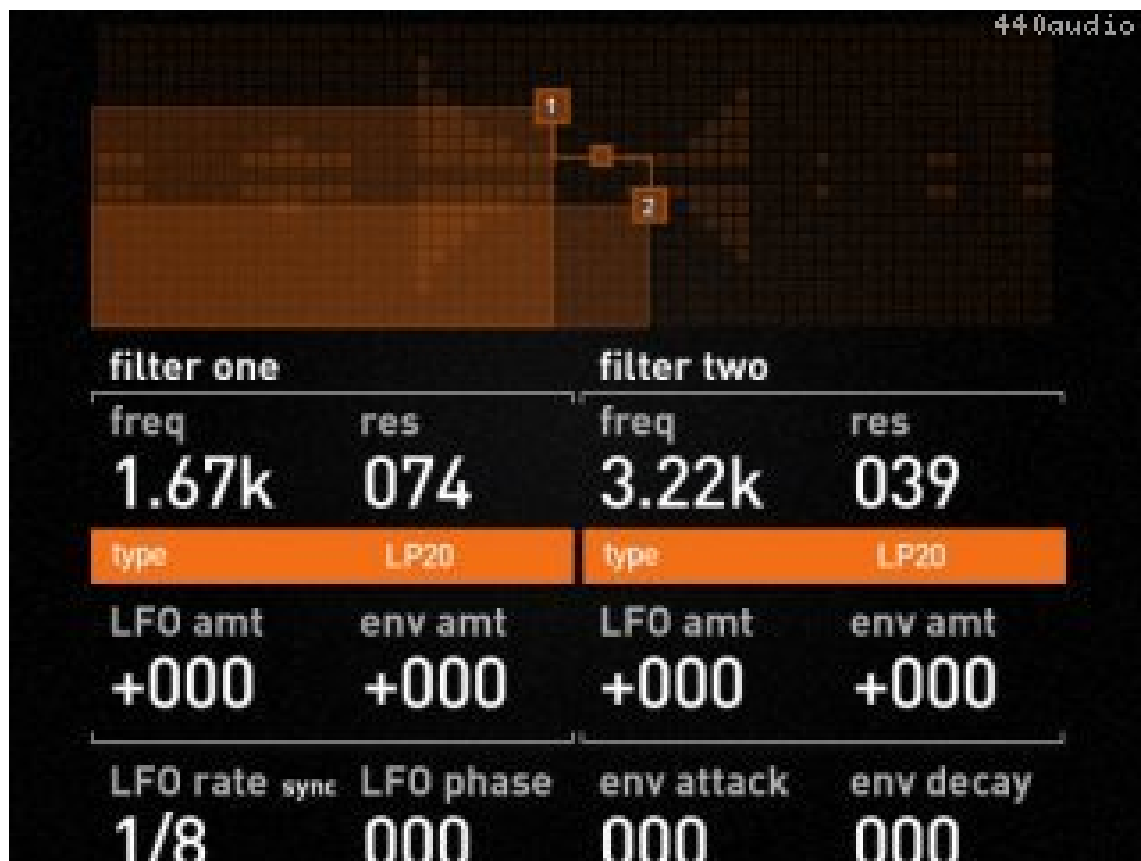 440audio
1
2
filter one filter two
freq res freq res
1.67k 074 3.22k 039
type LP20 type LP20
LFO amt env amt LFO amt env amt
+000 +000 +000 +000
LFO rate sync LFO phase env attack env decay
1/8 000 000 000